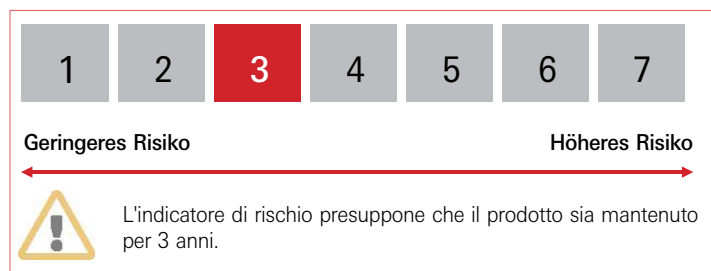 1 2 3 4 5 6 7
Geringeres Risiko Höheres Risiko
L'indicatore di rischio presuppone che il prodotto sia mantenuto
per 3 anni.